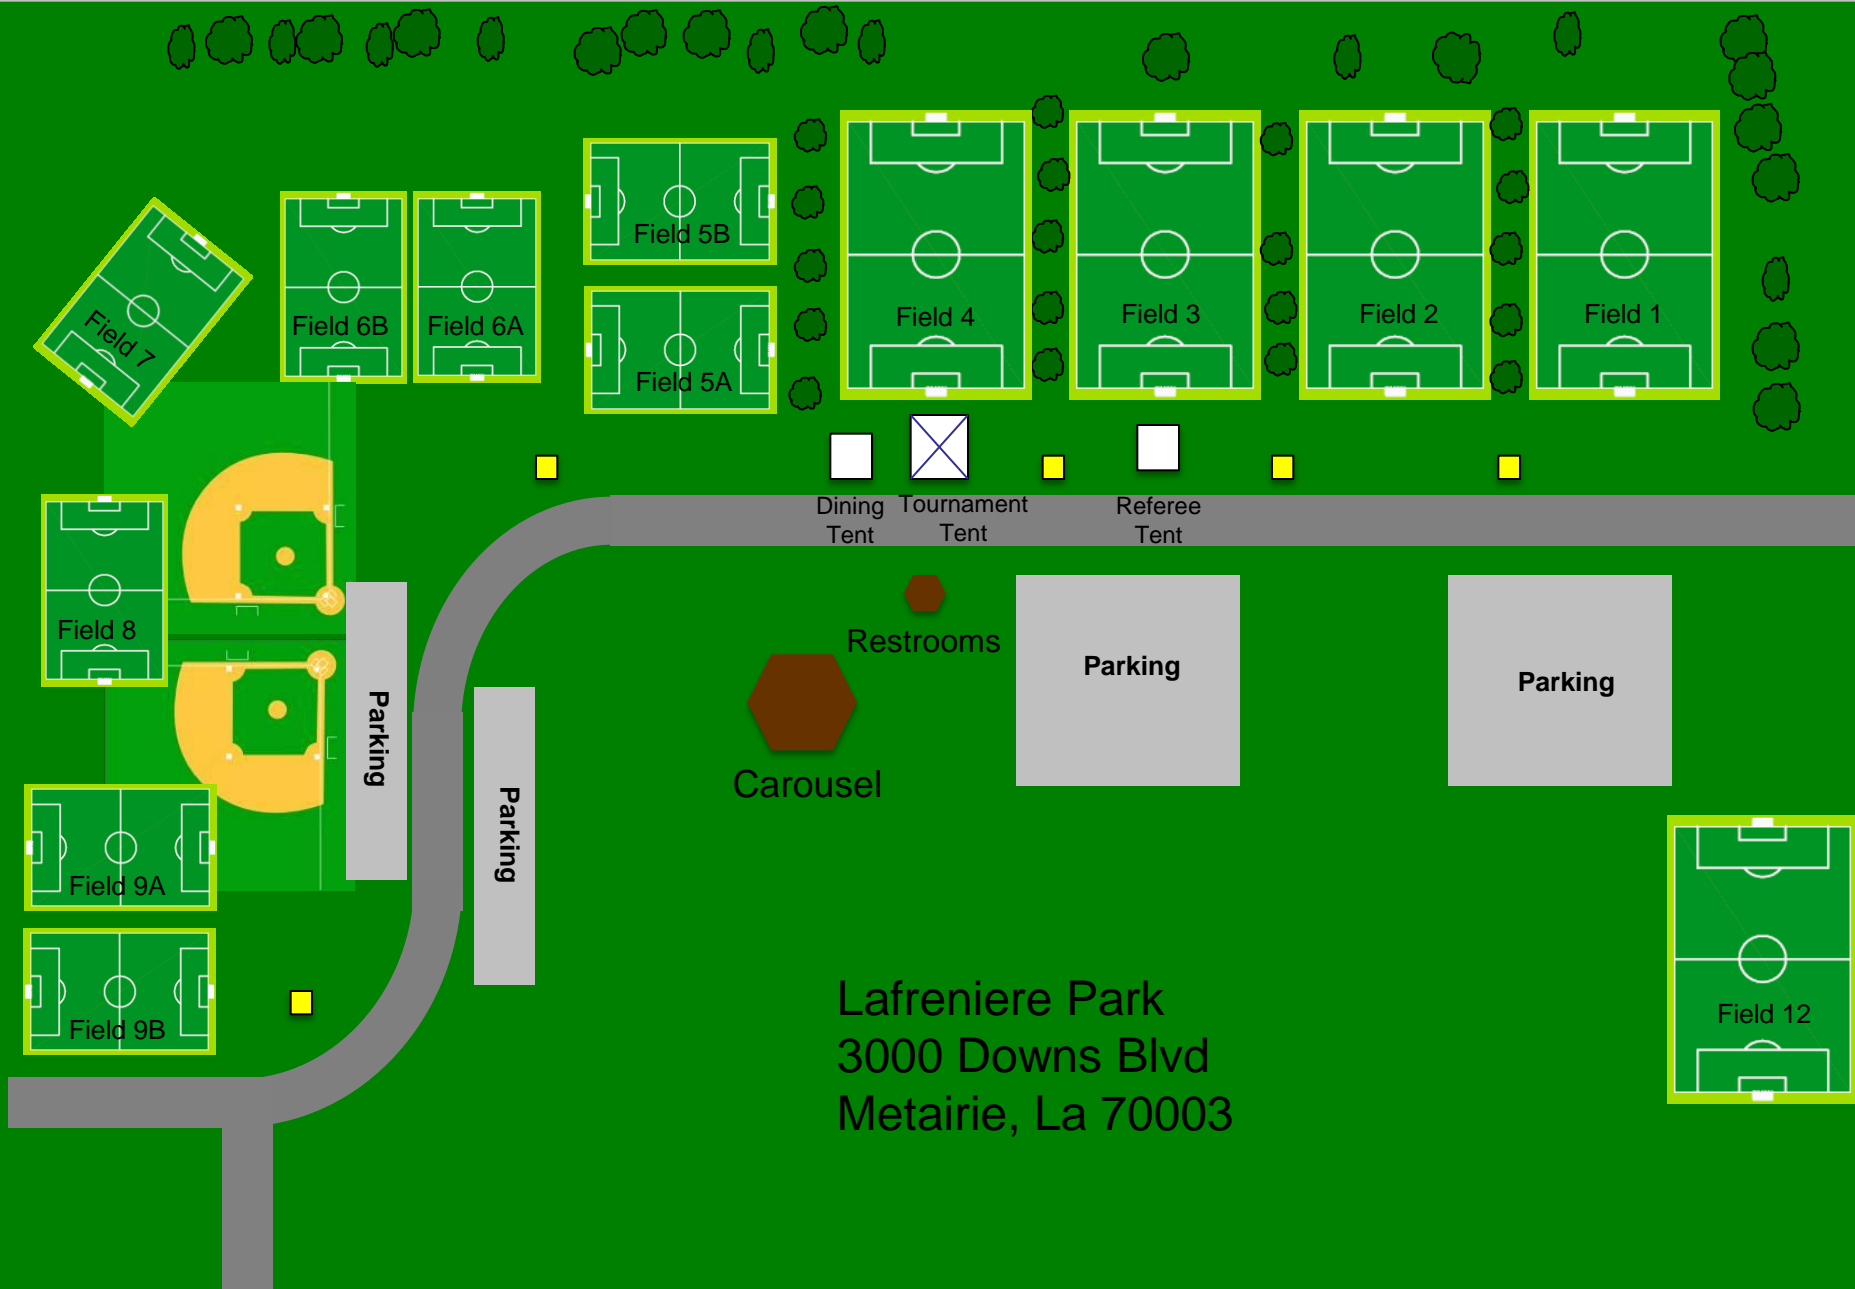 Field 5B
Field 7
Field 6B
Field 6A
Field 5A
Field 4
Field 3
Field 2
Field 1
Dining
Tent
Tournament
Tent
Referee
Tent
Field 8
Restrooms
Parking
Parking
Parking
Parking
Carousel
Field 9A
Field 9B
Lafreniere Park
3000 Downs Blvd
Metairie, La 70003
Field 12